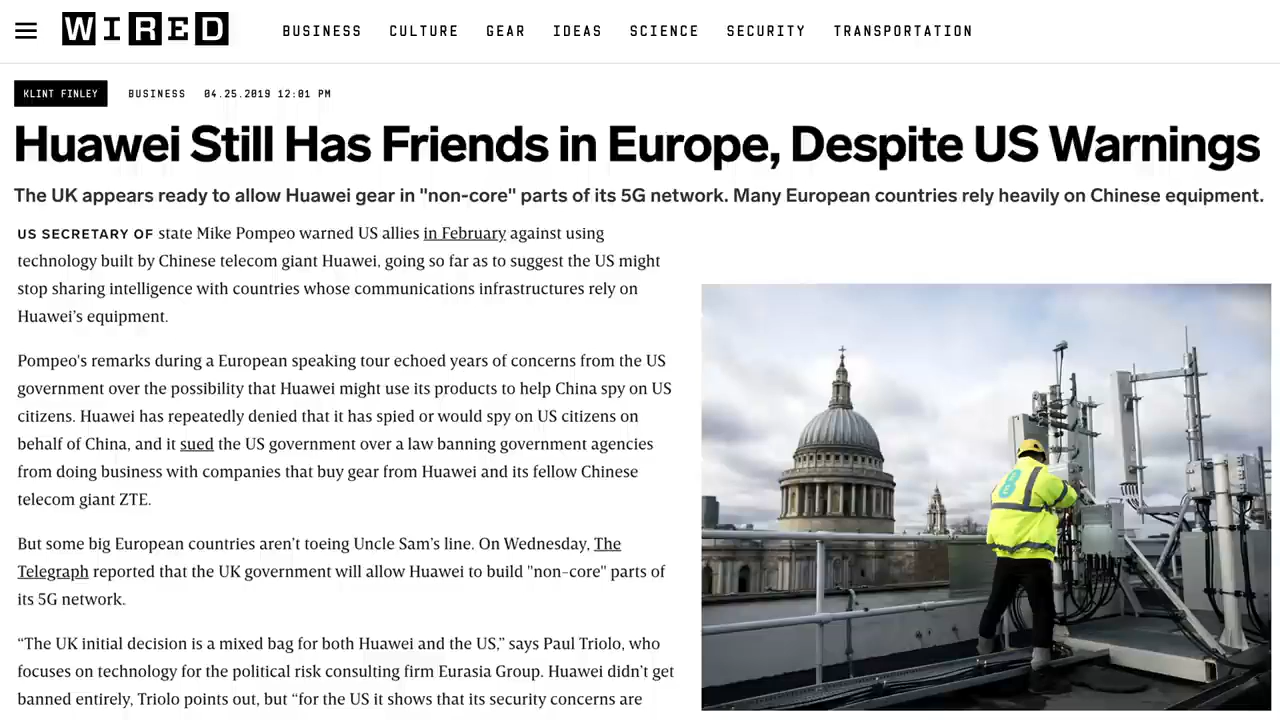 WIRED
BUSINESS CULTURE GEAR IDEAS SCIENCE SECURITY TRANSPORTATION
KLINT FINLEY BUSINESS 04.25.2019 12:01 PM
Huawei Still Has Friends in Europe, Despite US Warnings
The UK appears ready to allow Huawei gear in "non-core" parts of its 5G network. Many European countries rely heavily on Chinese equipment.
US SECRETARY OF state Mike Pompeo warned US allies in February against using
technology built by Chinese telecom giant Huawei, going so far as to suggest the US might
stop sharing intelligence with countries whose communications infrastructures rely on
Huawei's equipment.
Pompeo's remarks during a European speaking tour echoed years of concerns from the US
government over the possibility that Huawei might use its products to help China spy on US
citizens. Huawei has repeatedly denied that it has spied or would spy on US citizens on
behalf of China, and it sued the US government over a law banning government agencies
from doing business with companies that buy gear from Huawei and its fellow Chinese
telecom giant ZTE.
But some big European countries aren't toeing Uncle Sam's line. On Wednesday, The
Telegraph reported that the UK government will allow Huawei to build "non-core" parts of
its 5G network.
“The UK initial decision is a mixed bag for both Huawei and the US,” says Paul Triolo, who
focuses on technology for the political risk consulting firm Eurasia Group. Huawei didn't get
banned entirely, Triolo points out, but “for the US it shows that its security concerns are